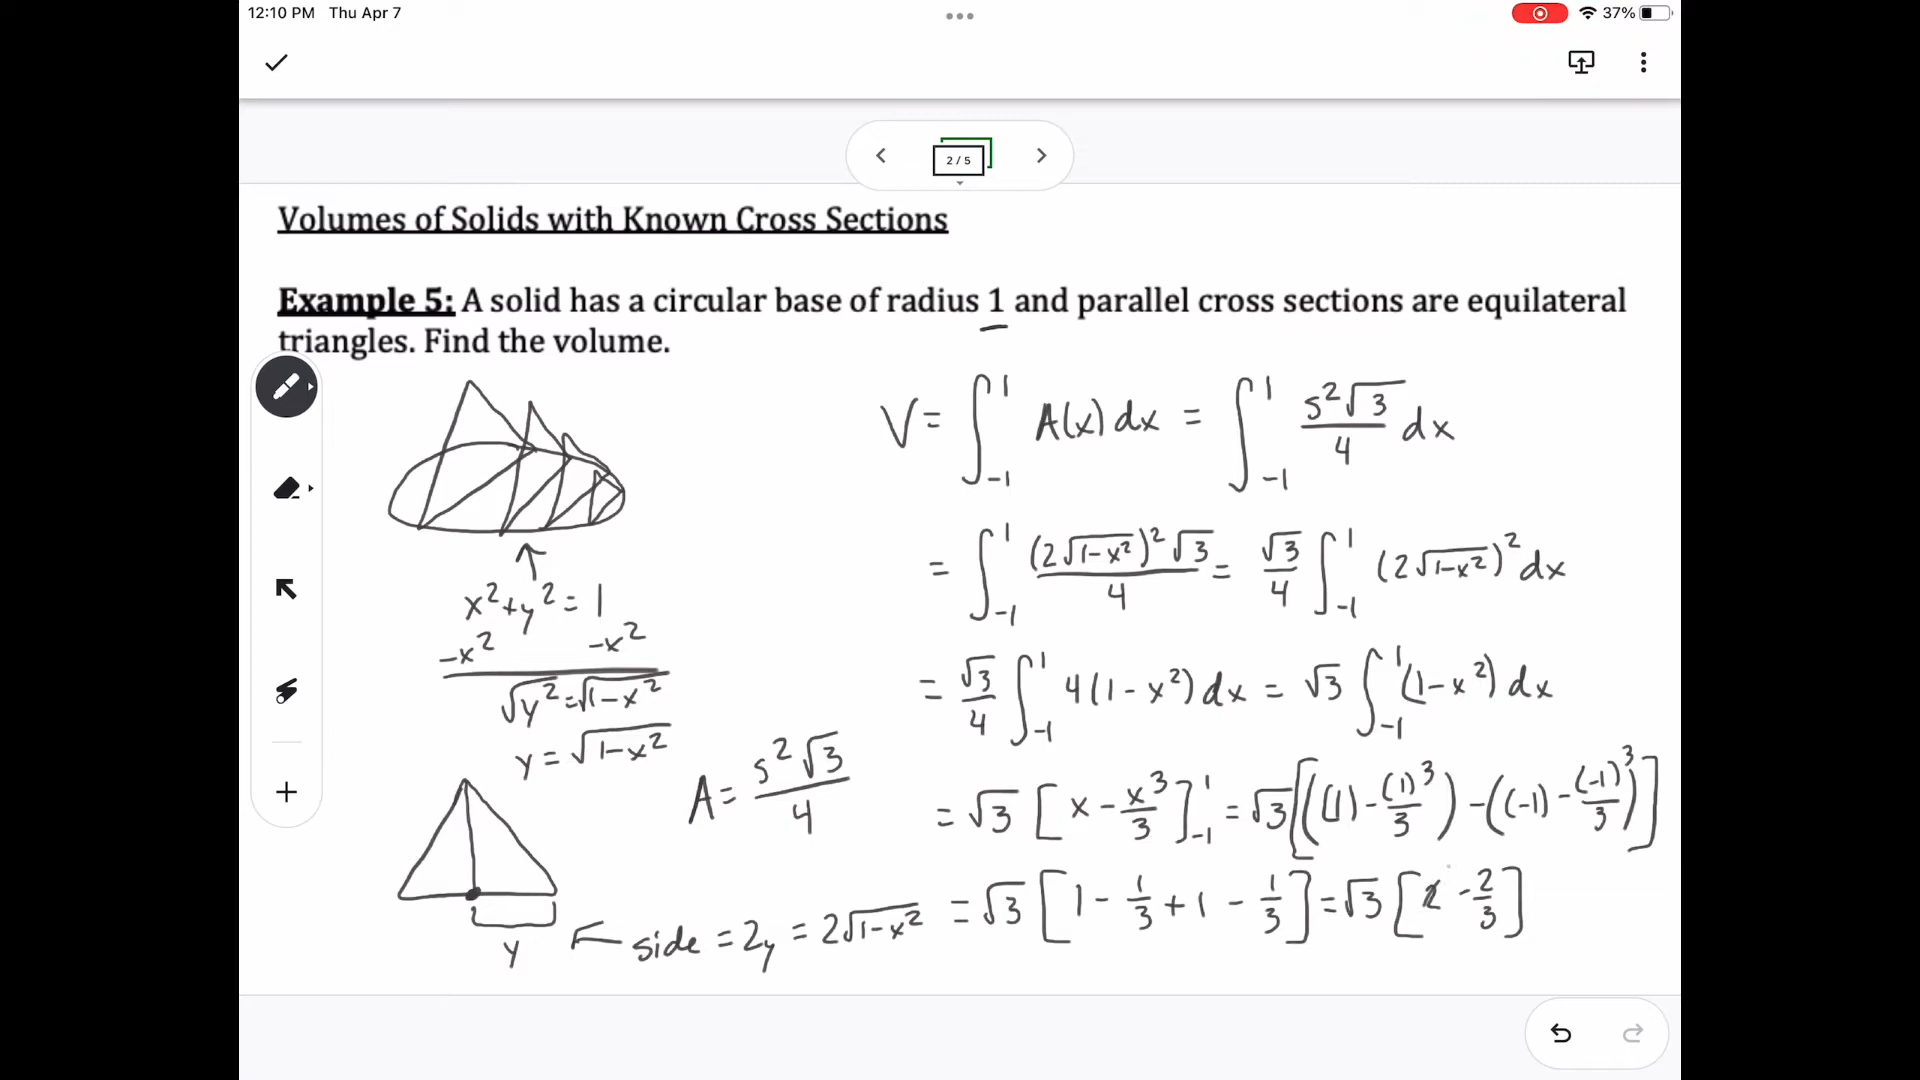 12:10 PM Thu Apr 7
37%
2 / 5
Volumes of Solids with Known Cross Sections
Example 5: A solid has a circular base of radius 1 and parallel cross sections are equilateral
triangles. Find the volume.
V = ∫_{-1}^{1} A(x) dx = ∫_{-1}^{1} s²√3/4 dx
= ∫_{-1}^{1} (2√(1-x²))²√3/4 = √3/4 ∫_{-1}^{1} (2√(1-x²))² dx
= √3/4 ∫_{-1}^{1} 4(1-x²) dx = √3 ∫_{-1}^{1} (1-x²) dx
= √3 [x - x³/3]_{-1}^{1} = √3 [((1) - (1)³/3) - ((-1) - (-1)³/3)]
= √3 [1 - 1/3 + 1 - 1/3] = √3 [2 - 2/3]
x² + y² = 1
-x² -x²
√y² = √(1-x²)
y = √(1-x²)
A = s²√3/4
y
side = 2y = 2√(1-x²)